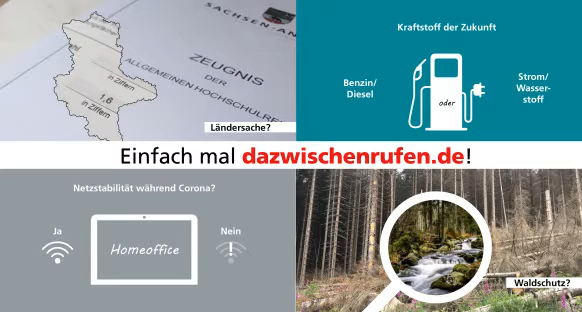 SACHSEN-AN
ZEUGNIS
DER
ALLGEMEINEN HOCHSCHULREI
in Ziffern
1,6
in Ziffern
Ländersache?
Kraftstoff der Zukunft
Benzin/
Diesel
oder
Strom/
Wasser-
stoff
Einfach mal dazwischenrufen.de!
Netzstabilität während Corona?
Ja
Homeoffice
Nein
Waldschutz?